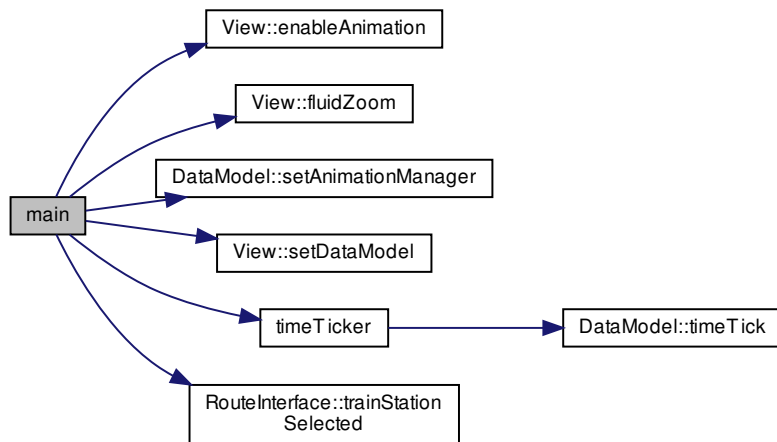 View::enableAnimation
View::fluidZoom
DataModel::setAnimationManager
main
View::setDataModel
timeTicker
DataModel::timeTick
RouteInterface::trainStation
Selected